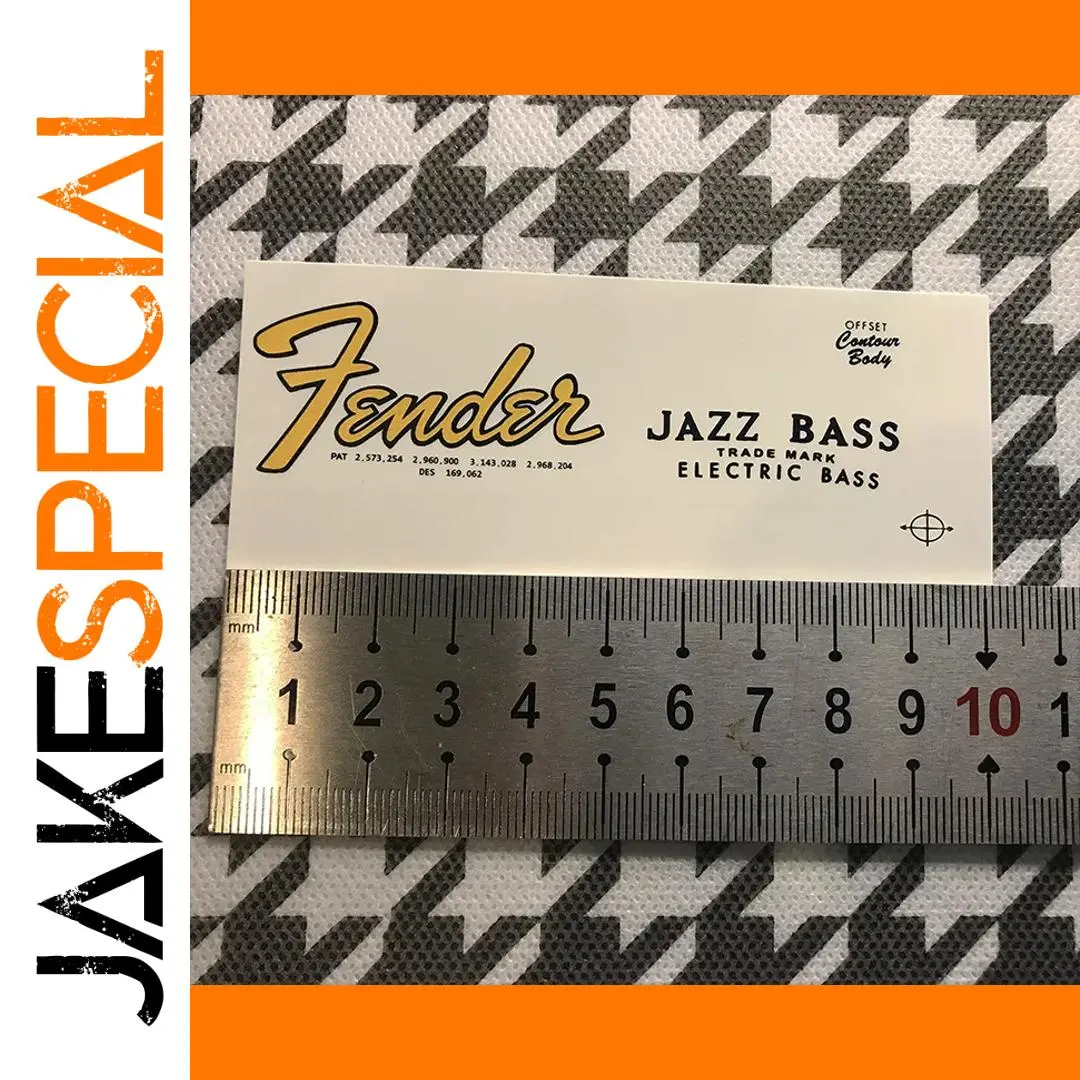 JAKESPECIAL
Fender
PAT 2,573,254 2,960,900 3,143,028 2,968,204
DES 169,062
OFFSET
Contour
Body
JAZZ BASS
TRADE MARK
ELECTRIC BASS
mm
1 2 3 4 5 6 7 8 9 10 1
mm